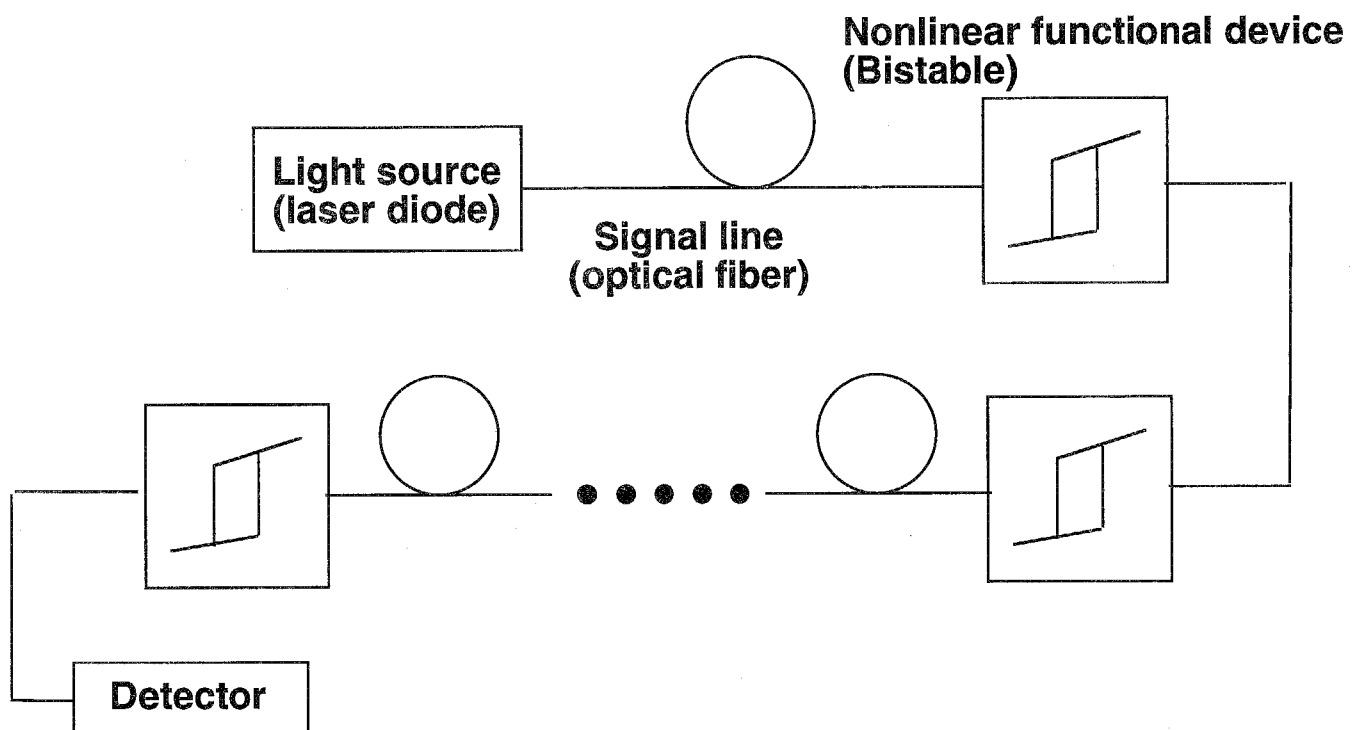 Nonlinear functional device
(Bistable)
Light source
(laser diode)
Signal line
(optical fiber)
Detector